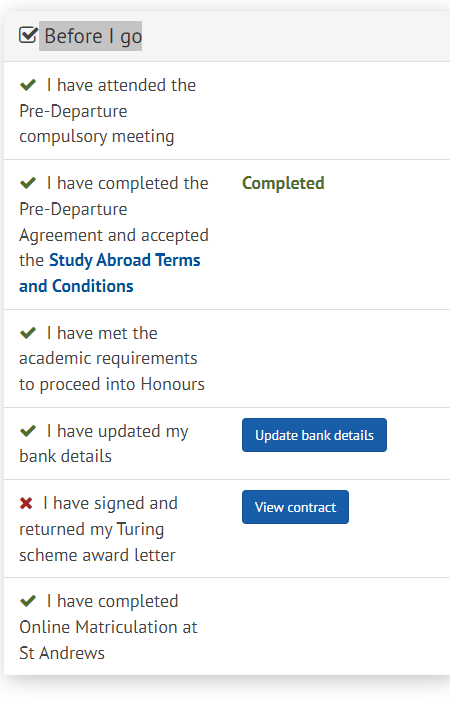 Before I go
I have attended the
Pre-Departure
compulsory meeting
I have completed the
Pre-Departure
Agreement and accepted
the Study Abroad Terms
and Conditions
Completed
I have met the
academic requirements
to proceed into Honours
I have updated my
bank details
Update bank details
I have signed and
returned my Turing
scheme award letter
View contract
I have completed
Online Matriculation at
St Andrews